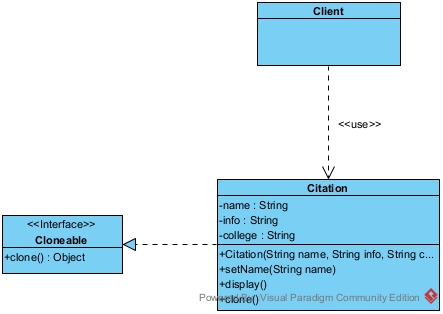 Client
<<use>>
Citation
-name : String
-info : String
-college : String
+Citation(String name, String info, String c...
+setName(String name)
+display()
+clone()
<<Interface>>
Cloneable
+clone() : Object
Powered By Visual Paradigm Community Edition